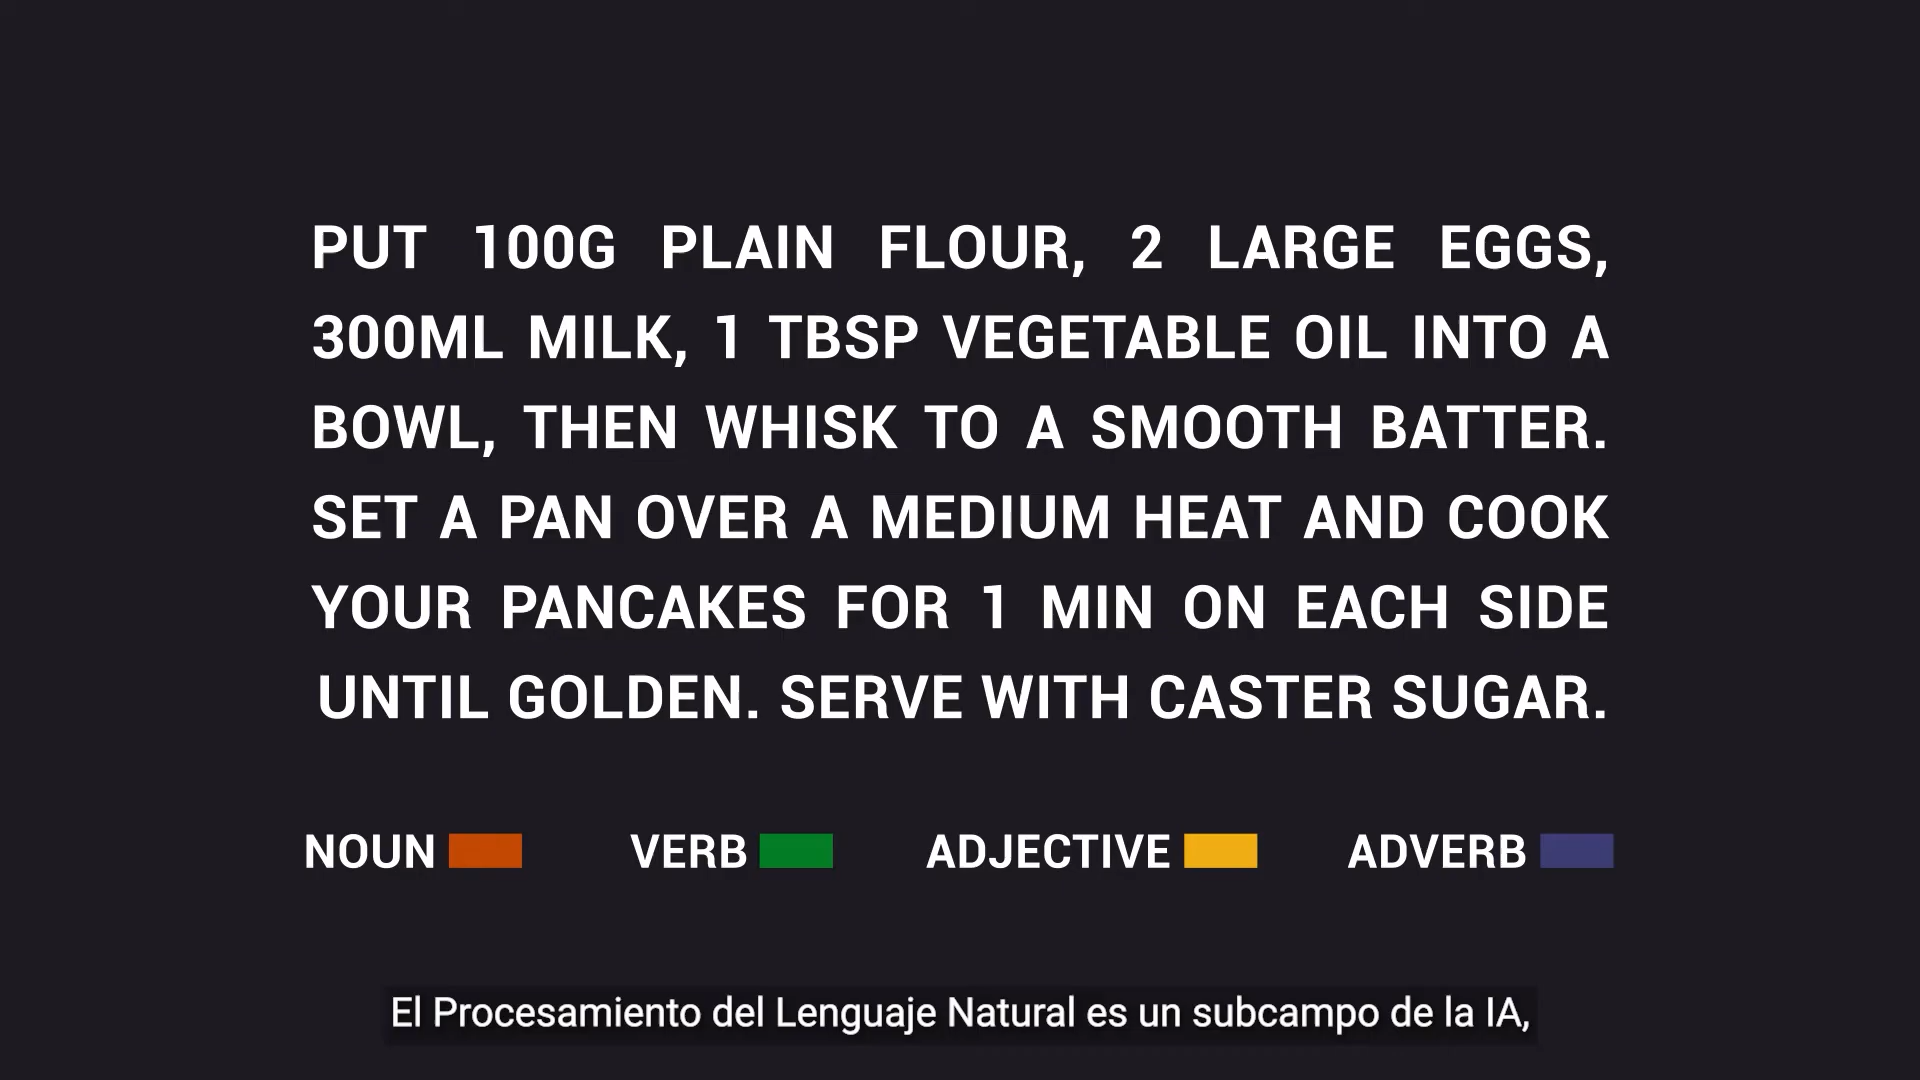 PUT 100G PLAIN FLOUR, 2 LARGE EGGS,
300ML MILK, 1 TBSP VEGETABLE OIL INTO A
BOWL, THEN WHISK TO A SMOOTH BATTER.
SET A PAN OVER A MEDIUM HEAT AND COOK
YOUR PANCAKES FOR 1 MIN ON EACH SIDE
UNTIL GOLDEN. SERVE WITH CASTER SUGAR.
NOUN VERB ADJECTIVE ADVERB
El Procesamiento del Lenguaje Natural es un subcampo de la IA,